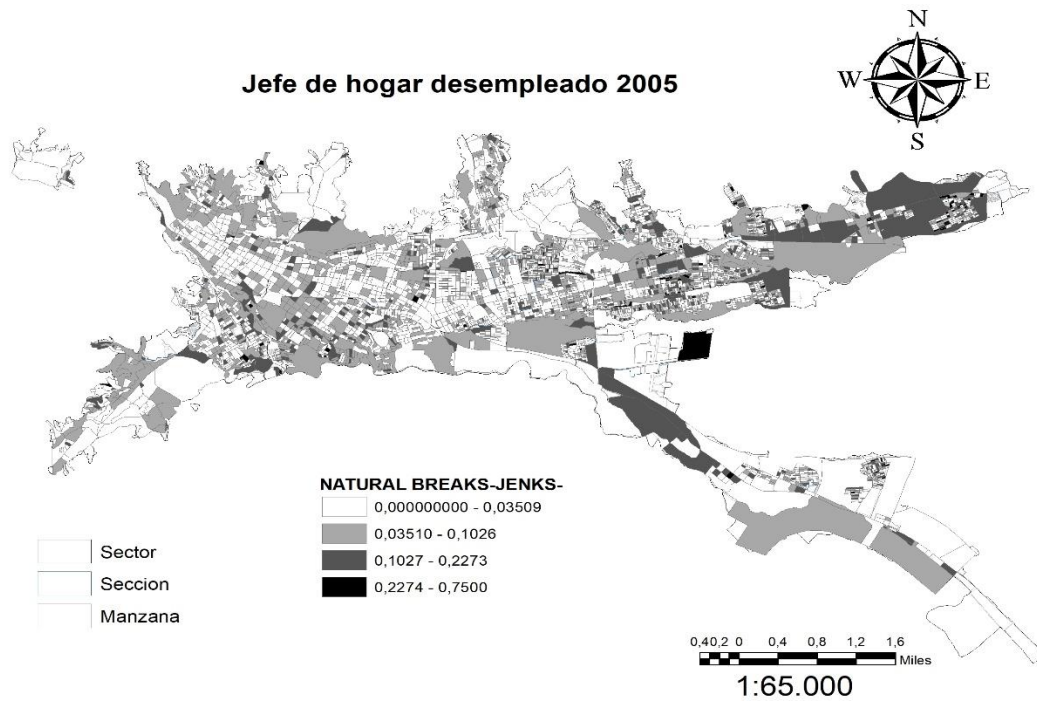 N
Jefe de hogar desempleado 2005
W E
S
NATURAL BREAKS-JENKS-
0,000000000 - 0,03509
0,03510 - 0,1026
0,1027 - 0,2273
0,2274 - 0,7500
Sector
Seccion
Manzana
0,40,2 0 0,4 0,8 1,2 1,6
Miles
1:65.000